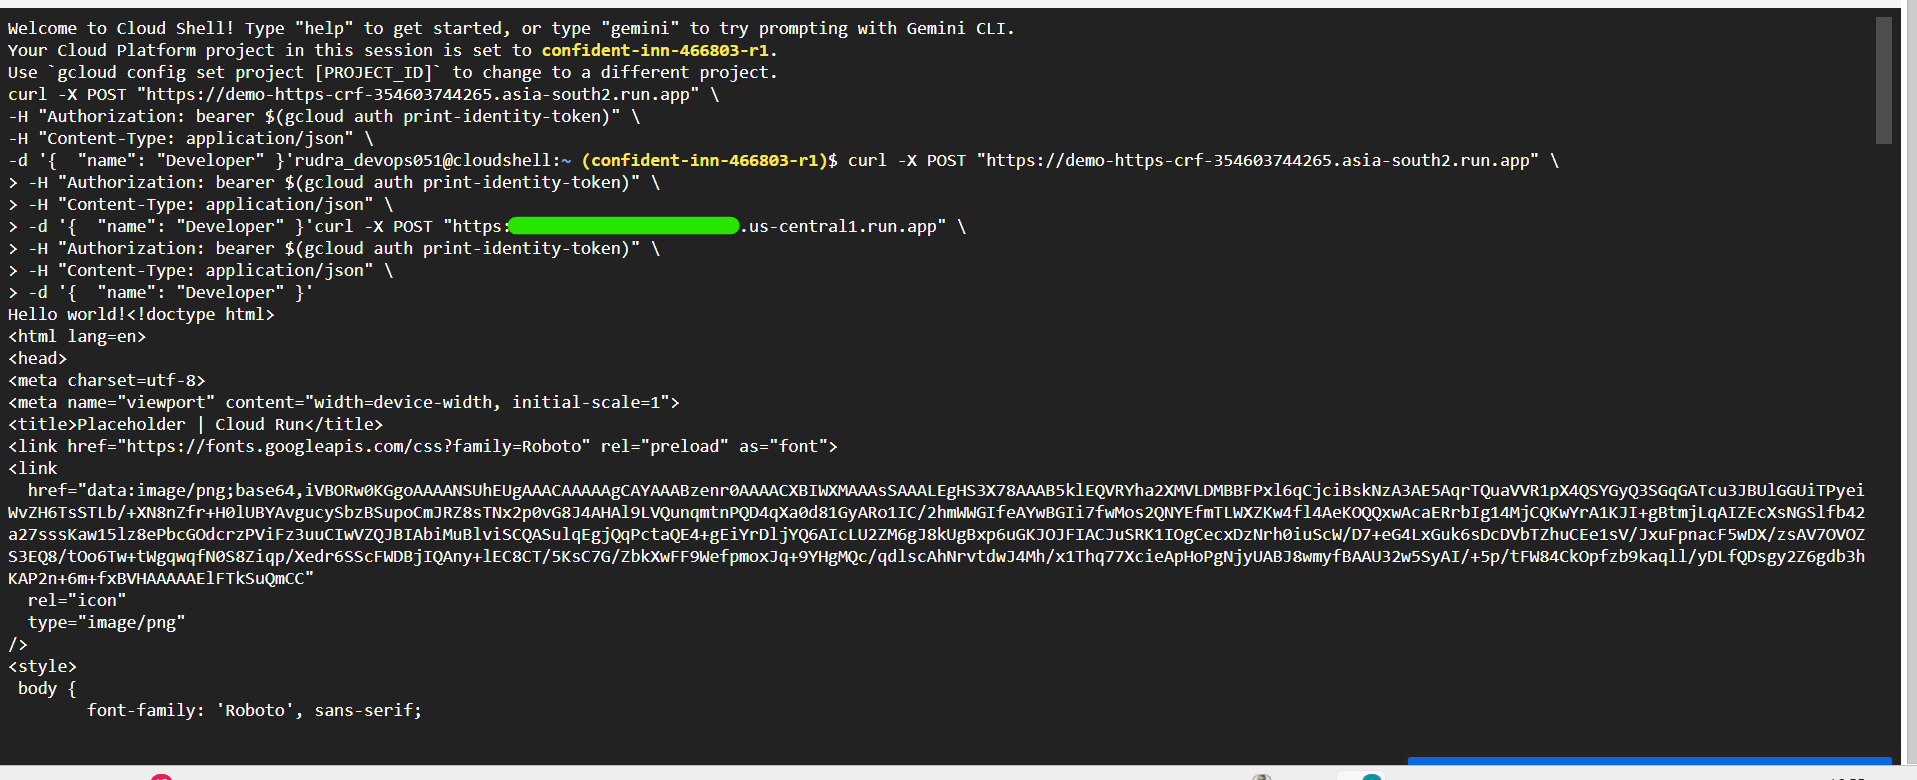 Welcome to Cloud Shell! Type "help" to get started, or type "gemini" to try prompting with Gemini CLI.
Your Cloud Platform project in this session is set to confident-inn-466803-r1.
Use `gcloud config set project [PROJECT_ID]` to change to a different project.
curl -X POST "https://demo-https-crf-354603744265.asia-south2.run.app" \
-H "Authorization: bearer $(gcloud auth print-identity-token)" \
-H "Content-Type: application/json" \
-d '{  "name": "Developer" }'rudra_devops051@cloudshell:~ (confident-inn-466803-r1)$ curl -X POST "https://demo-https-crf-354603744265.asia-south2.run.app" \
> -H "Authorization: bearer $(gcloud auth print-identity-token)" \
> -H "Content-Type: application/json" \
> -d '{  "name": "Developer" }'curl -X POST "https: .us-central1.run.app" \
> -H "Authorization: bearer $(gcloud auth print-identity-token)" \
> -H "Content-Type: application/json" \
> -d '{  "name": "Developer" }'
Hello world!<!doctype html>
<html lang=en>
<head>
<meta charset=utf-8>
<meta name="viewport" content="width=device-width, initial-scale=1">
<title>Placeholder | Cloud Run</title>
<link href="https://fonts.googleapis.com/css?family=Roboto" rel="preload" as="font">
<link
  href="data:image/png;base64,iVBORw0KGgoAAAANSUhEUgAAACAAAAAgCAYAAABzenr0AAAACXBIWXMAAAsSAAALEgHS3X78AAAB5klEQVRYha2XMVLDMBBFPxl6qCjciBskNzA3AE5AqrTQuaVVR1pX4QSYGyQ3SGqGATcu3JBUlGGUiTPyei
WvZH6TsSTLb/+XN8nZfr+H0lUBYAvgucySbzBSupoCmJRZ8sTNx2p0vG8J4AHAl9LVQunqmtnPQD4qXa0d81GyARo1IC/2hmWWGIfeAYwBGIi7fwMos2QNYEfmTLWXZKw4fl4AeKOQQxwAcaERrbIg14MjCQKwYrA1KJI+gBtmjLqAIZEcXsNGSlfb42
a27sssKaw15lz8ePbcGOdcrzPViFz3uuCIwVZQJBIAbiMuBlviSCQASulqEgjQqPctaQE4+gEiYrDljYQ6AIcLU2ZM6gJ8kUgBxp6uGKJOJFIACJuSRK1IOgCecxDzNrh0iuScW/D7+eG4LxGuk6sDcDVbTZhuCEe1sV/JxuFpnacF5wDX/zsAV7OVOZ
S3EQ8/tOo6Tw+tWgqwqfN0S8Ziqp/Xedr6SScFWDBjIQAny+lEC8CT/5KsC7G/ZbkXwFF9WefpmoxJq+9YHgMQc/qdlscAhNrvtdwJ4Mh/x1Thq77XcieApHoPgNjyUABJ8wmyfBAAU32w5SyAI/+5p/tFW84CkOpfzb9kaqll/yDLfQDsgy2Z6gdb3h
KAP2n+6m+fxBVHAAAAAElFTkSuQmCC"
  rel="icon"
  type="image/png"
/>
<style>
 body {
        font-family: 'Roboto', sans-serif;